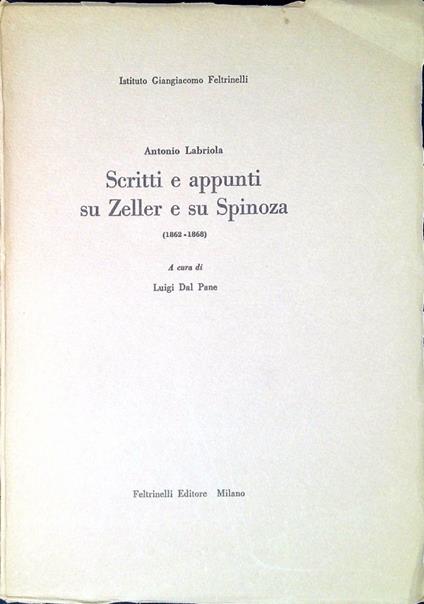 Istituto Giangiacomo Feltrinelli
Antonio Labriola
Scritti e appunti
su Zeller e su Spinoza
(1862-1868)
A cura di
Luigi Dal Pane
Feltrinelli Editore Milano